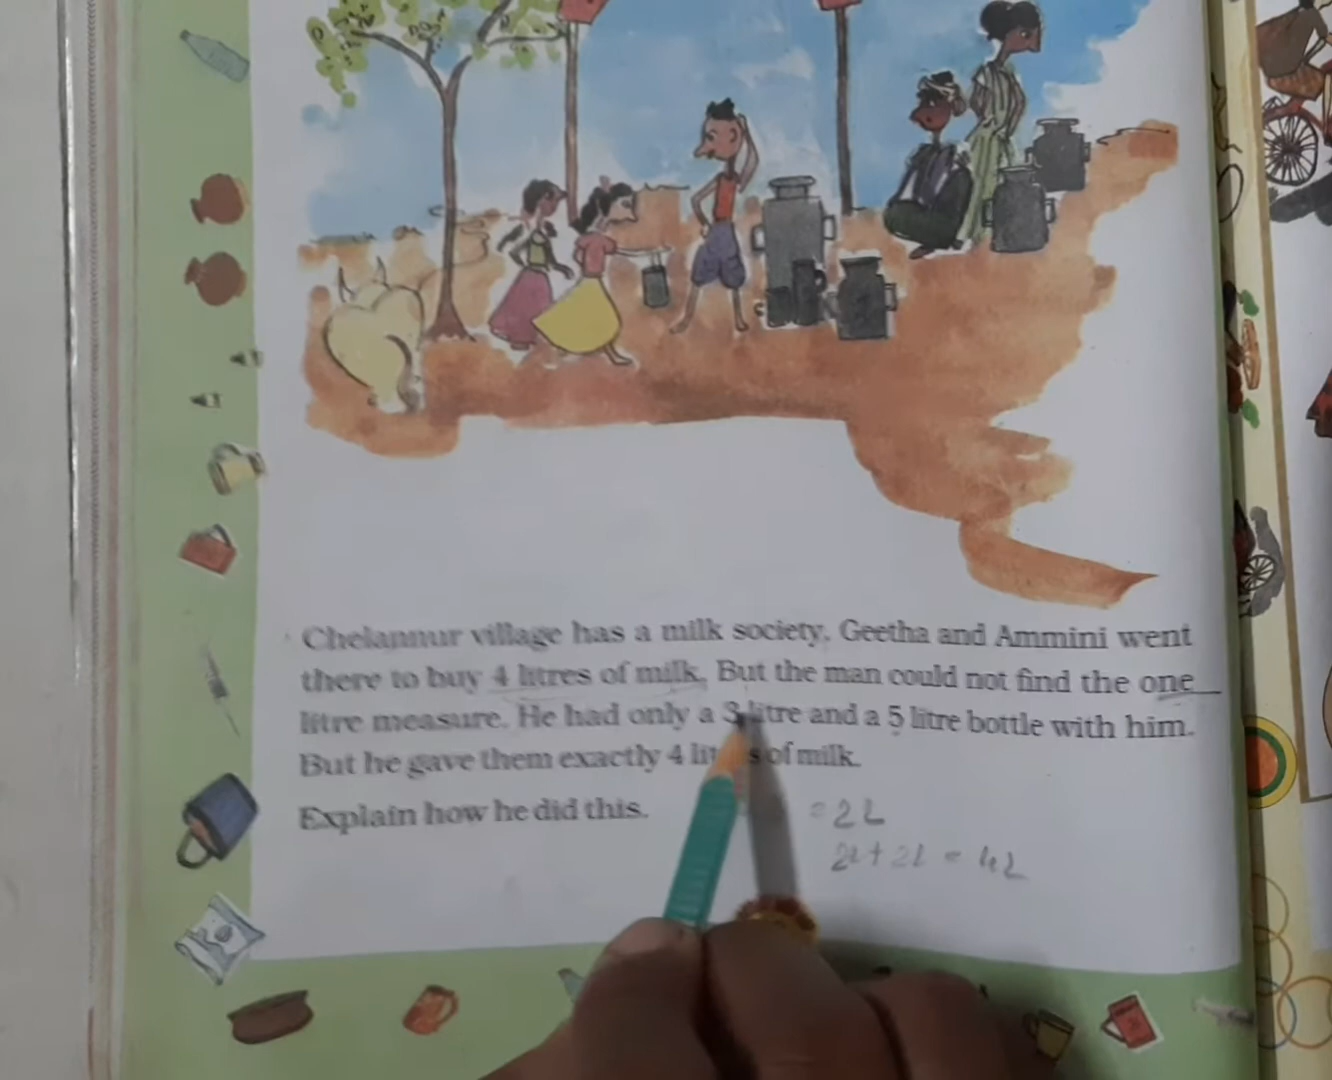 Chelannur village has a milk society. Geetha and Ammini went
there to buy 4 litres of milk. But the man could not find the one
litre measure. He had only a 3 litre and a 5 litre bottle with him.
But he gave them exactly 4 of milk.
Explain how he did this.
= 2L
2L + 2L = 4L